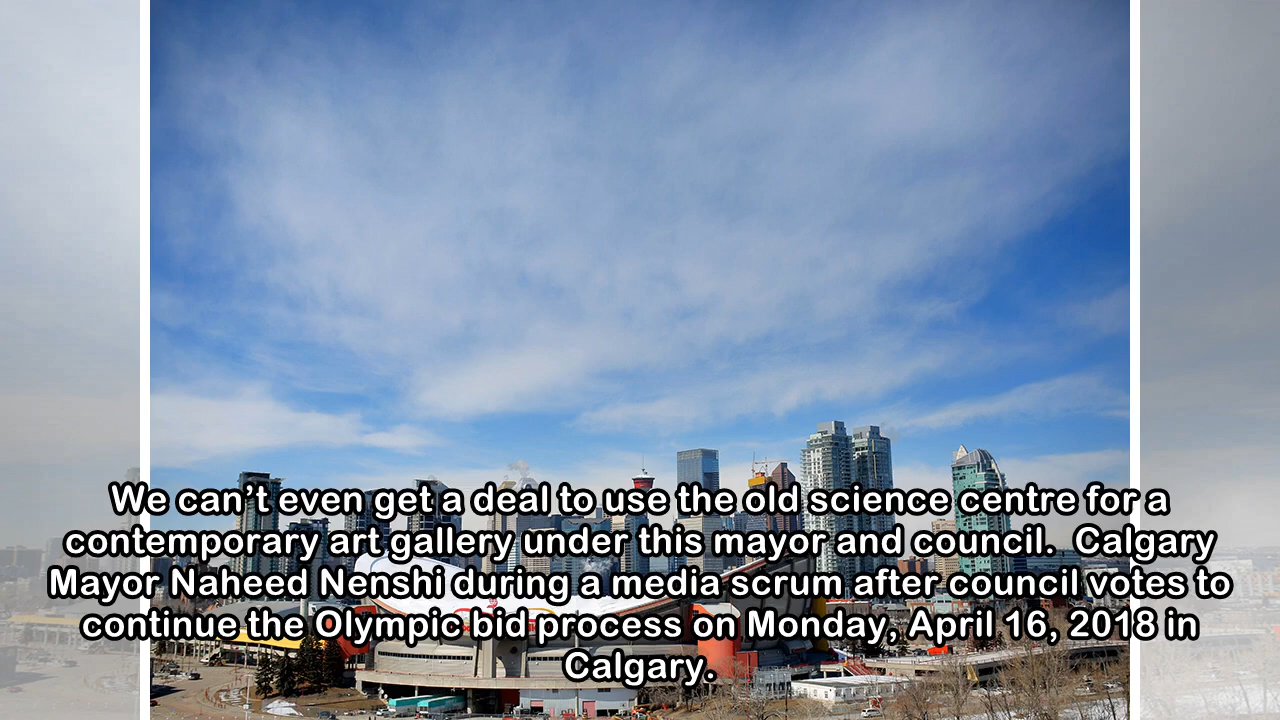 We can’t even get a deal to use the old science centre for a
contemporary art gallery under this mayor and council.  Calgary
Mayor Naheed Nenshi during a media scrum after council votes to
continue the Olympic bid process on Monday, April 16, 2018 in
Calgary.